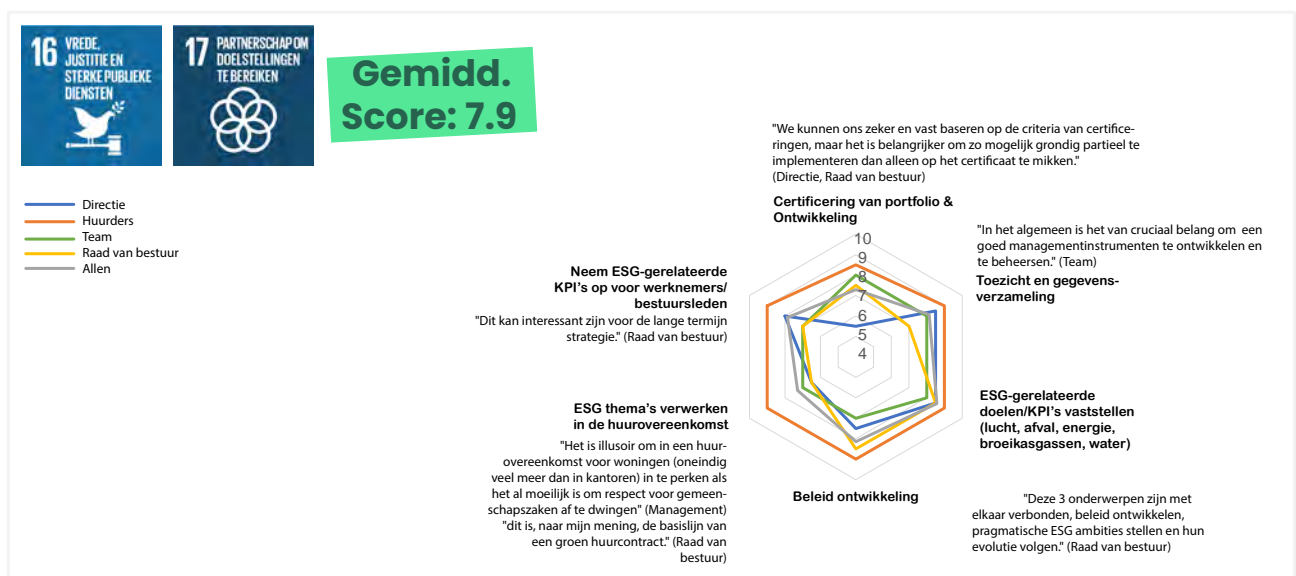 16 VREDE,
JUSTITIE EN
STERKE PUBLIEKE
DIENSTEN
17 PARTNERSCHAP OM
DOELSTELLINGEN
TE BEREIKEN
Gemidd.
Score: 7.9
Directie
Huurders
Team
Raad van bestuur
Allen
"We kunnen ons zeker en vast baseren op de criteria van certifice-
ringen, maar het is belangrijker om zo mogelijk grondig partieel te
implementeren dan alleen op het certificaat te mikken."
(Directie, Raad van bestuur)
Certificering van portfolio &
Ontwikkeling
"In het algemeen is het van cruciaal belang om  een
goed managementinstrumenten te ontwikkelen en
te beheersen." (Team)
Toezicht en gegevens-
verzameling
10
9
8
7
6
5
4
Neem ESG-gerelateerde
KPI's op voor werknemers/
bestuursleden
"Dit kan interessant zijn voor de lange termijn
strategie." (Raad van bestuur)
ESG-gerelateerde
doelen/KPI's vaststellen
(lucht, afval, energie,
broeikasgassen, water)
ESG thema's verwerken
in de huurovereenkomst
"Het is illusoir om in een huur-
overeenkomst voor woningen (oneindig
veel meer dan in kantoren) in te perken als
het al moeilijk is om respect voor gemeen-
schapszaken af te dwingen" (Management)
"dit is, naar mijn mening, de basislijn van
een groen huurcontract." (Raad van
bestuur)
Beleid ontwikkeling
"Deze 3 onderwerpen zijn met
elkaar verbonden, beleid ontwikkelen,
pragmatische ESG ambities stellen en hun
evolutie volgen." (Raad van bestuur)